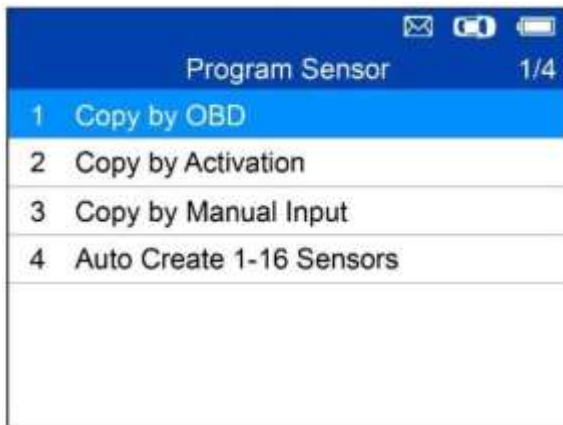 Program Sensor 1/4
1 Copy by OBD
2 Copy by Activation
3 Copy by Manual Input
4 Auto Create 1-16 Sensors